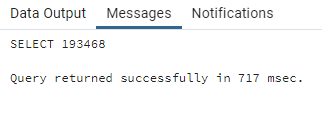 Data Output Messages Notifications
SELECT 193468
Query returned successfully in 717 msec.